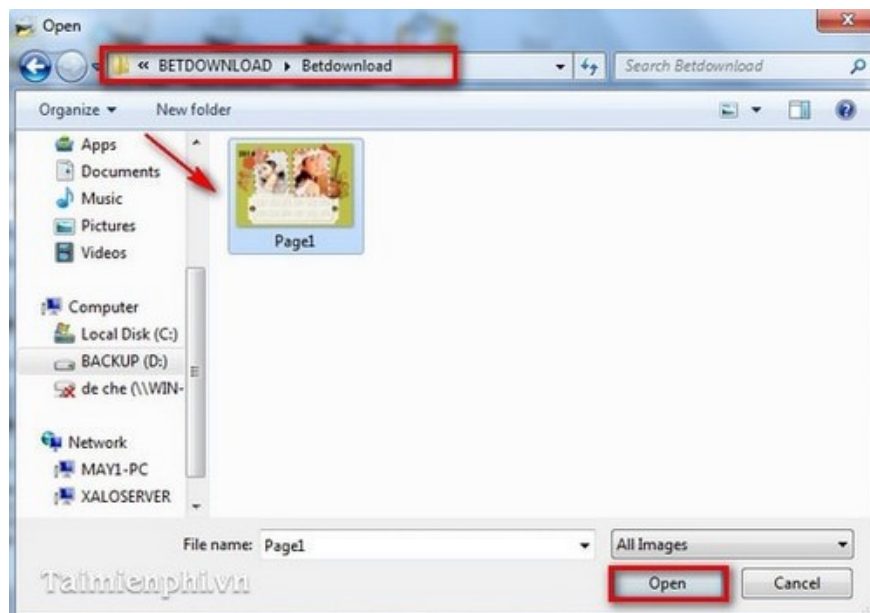 Open
« BETDOWNLOAD ▸ Betdownload
Search Betdownload
Organize
New folder
Apps
Documents
Music
Pictures
Videos
Page1
Computer
Local Disk (C:)
BACKUP (D:)
de che (\\WIN-
Network
MAY1-PC
XALOSERVER
File name: Page1
All Images
Open
Cancel
Taimienphi.vn